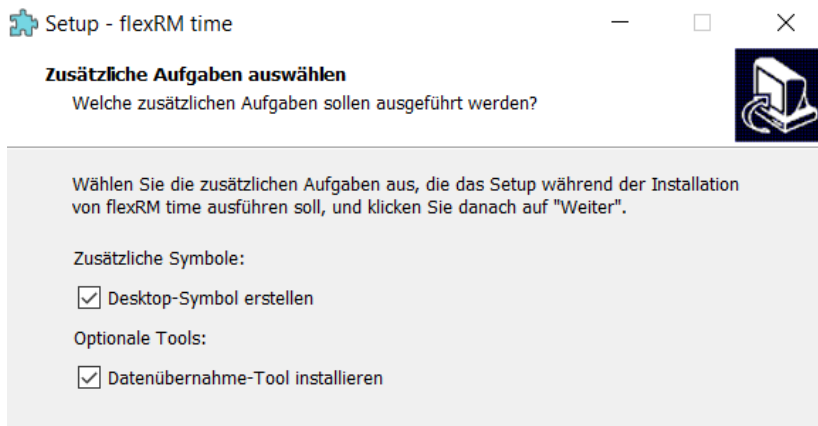 Setup - flexRM time
Zusätzliche Aufgaben auswählen
Welche zusätzlichen Aufgaben sollen ausgeführt werden?
Wählen Sie die zusätzlichen Aufgaben aus, die das Setup während der Installation
von flexRM time ausführen soll, und klicken Sie danach auf "Weiter".
Zusätzliche Symbole:
Desktop-Symbol erstellen
Optionale Tools:
Datenübernahme-Tool installieren